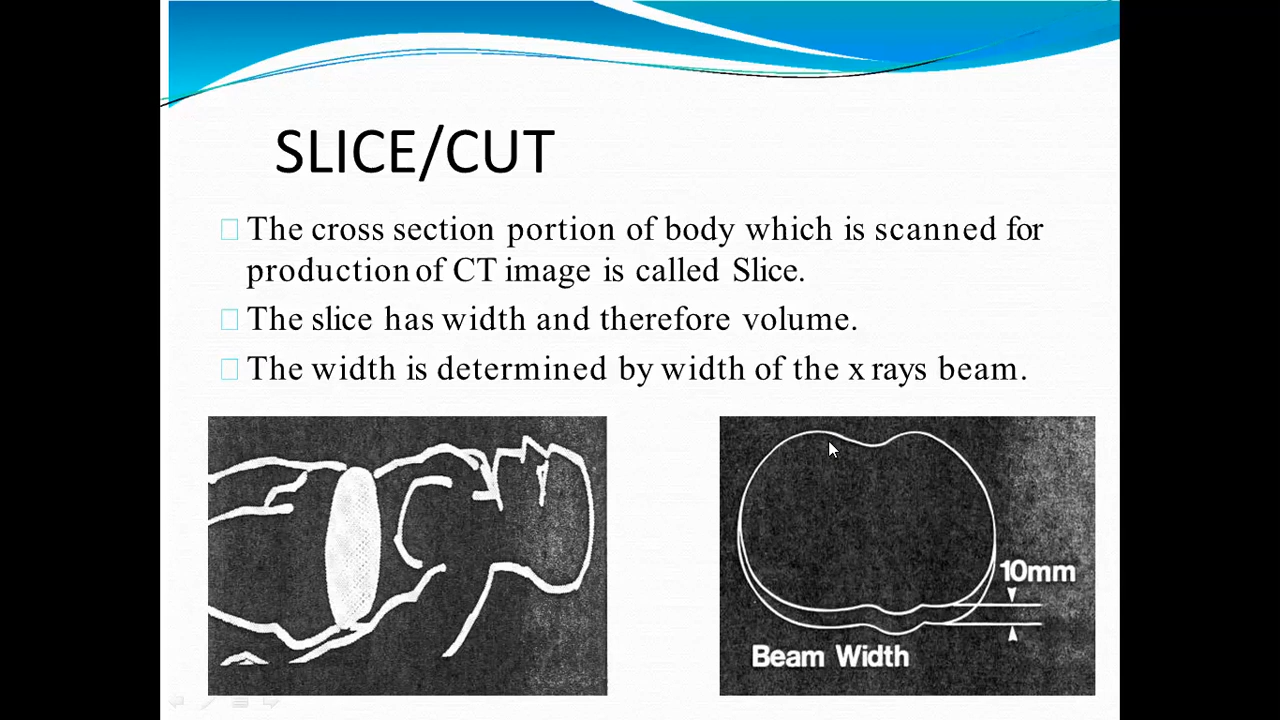 SLICE/CUT
The cross section portion of body which is scanned for
production of CT image is called Slice.
The slice has width and therefore volume.
The width is determined by width of the x rays beam.
10mm
Beam Width